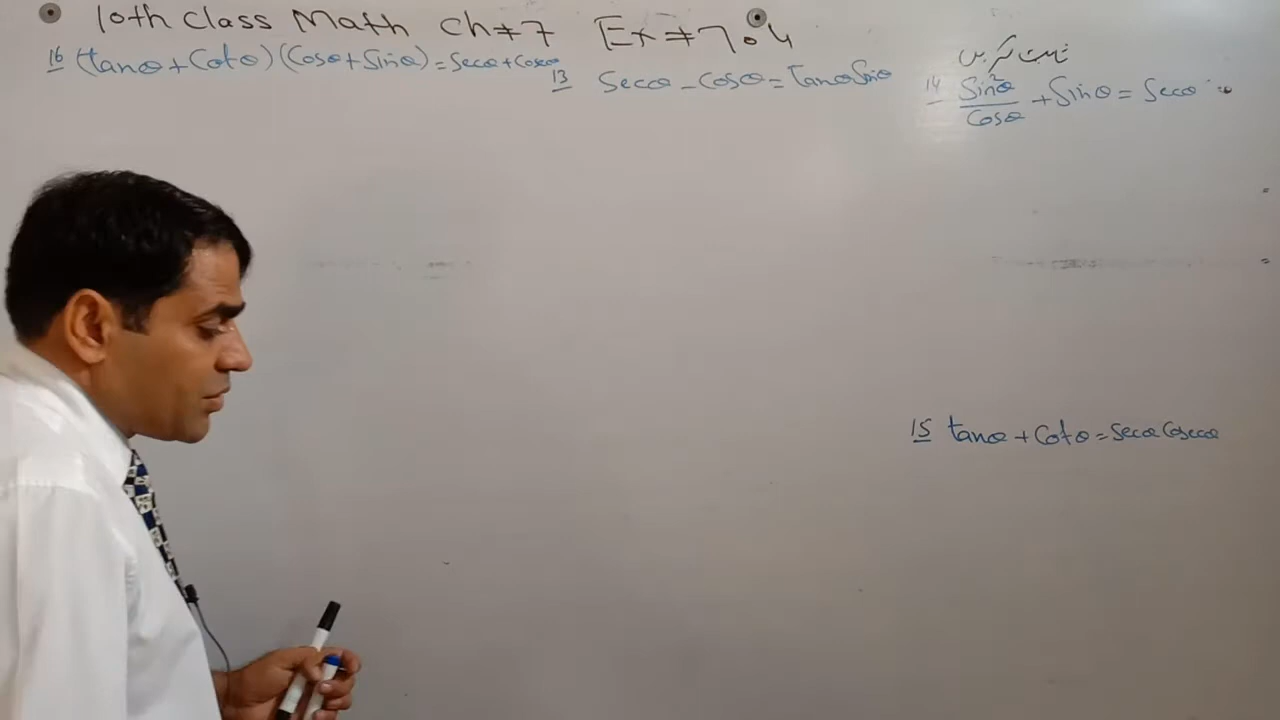 10th Class Math Ch#7 Ex#7.4
ثابت کریں
16 (tanθ+Cotθ)(Cosθ+Sinθ)=Secθ+Cosecθ
13 Secθ-Cosθ=TanθSinθ
14 Sin²θ/Cosθ+Sinθ=Secθ
15 tanθ+Cotθ=SecθCosecθ